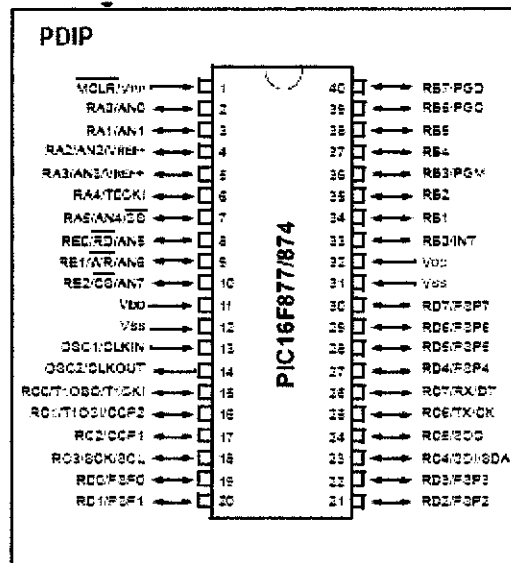 PDIP
MCLR/VPP 1 40 RB7/PGD
RA0/AN0 2 39 RB6/PGC
RA1/AN1 3 38 RB5
RA2/AN2/VREF- 4 37 RB4
RA3/AN3/VREF+ 5 36 RB3/PGM
RA4/T0CKI 6 35 RB2
RA5/AN4/SS 7 34 RB1
RE0/RD/AN5 8 33 RB0/INT
RE1/WR/AN6 9 32 VDD
RE2/CS/AN7 10 31 VSS
VDD 11 30 RD7/PSP7
VSS 12 29 RD6/PSP6
OSC1/CLKIN 13 28 RD5/PSP5
OSC2/CLKOUT 14 27 RD4/PSP4
RC0/T1OSO/T1CKI 15 26 RC7/RX/DT
RC1/T1OSI/CCP2 16 25 RC6/TX/CK
RC2/CCP1 17 24 RC5/SDO
RC3/SCK/SCL 18 23 RC4/SDI/SDA
RD0/PSP0 19 22 RD3/PSP3
RD1/PSP1 20 21 RD2/PSP2
PIC16F877/874